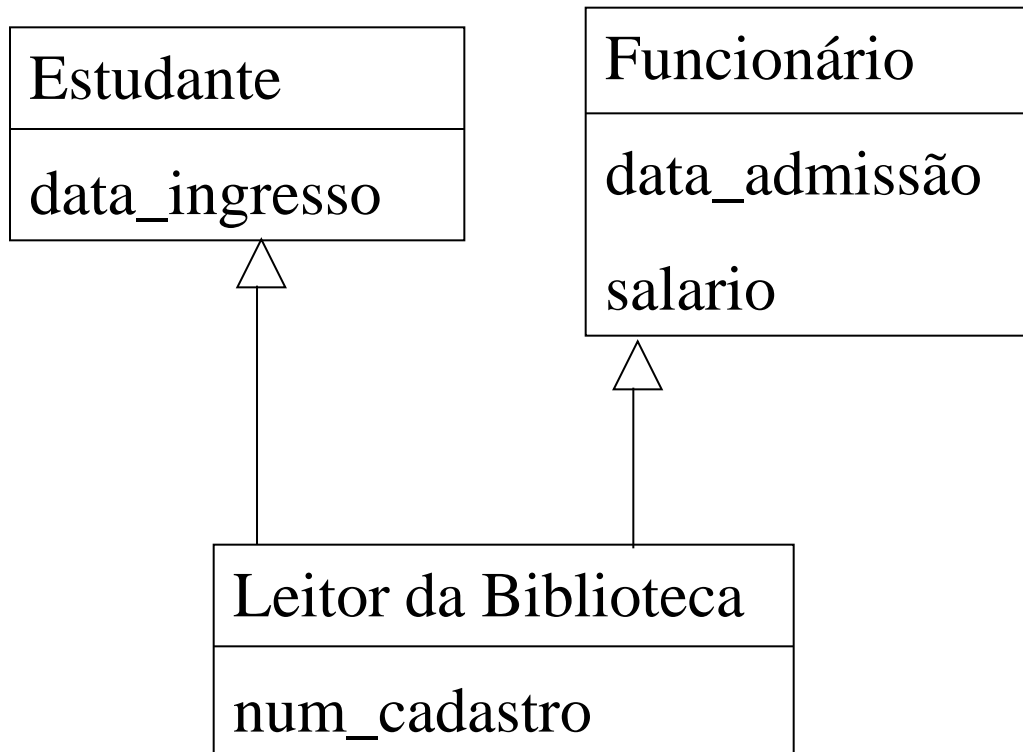 Estudante
data_ingresso
Funcionário
data_admissão
salario
Leitor da Biblioteca
num_cadastro